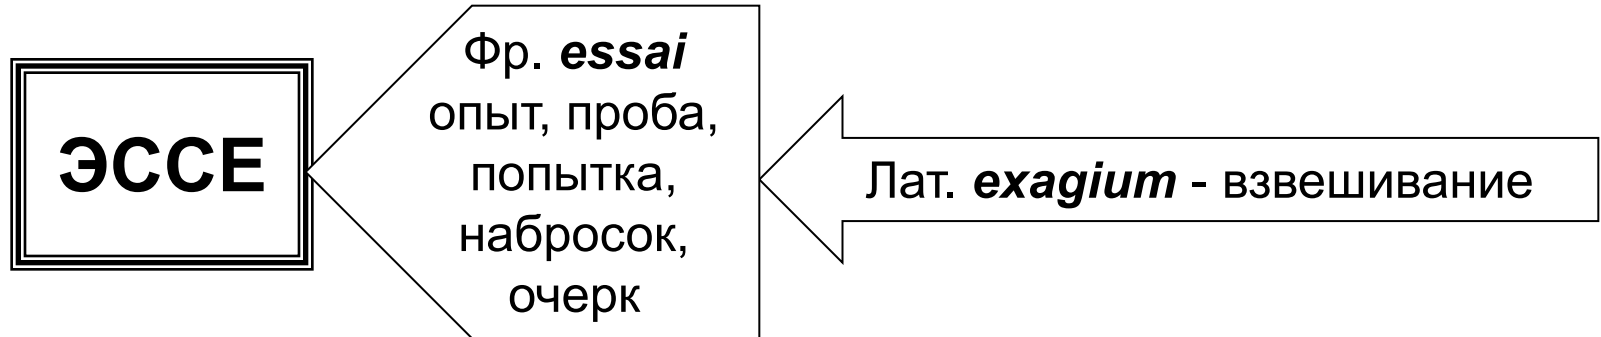 ЭССЕ
Фр. essai
опыт, проба,
попытка,
набросок,
очерк
Лат. exagium - взвешивание